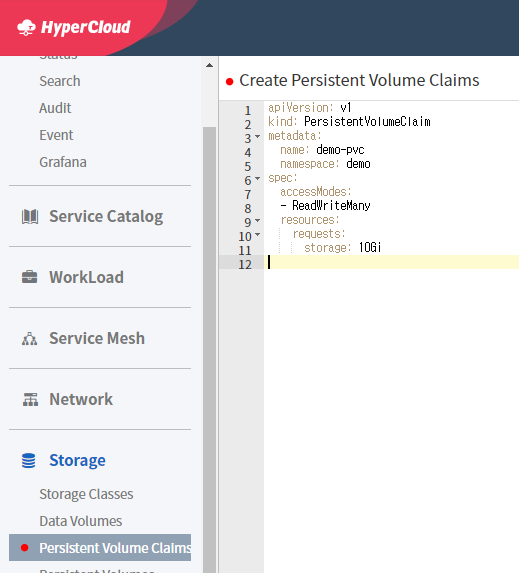 HyperCloud
Status
Search
Audit
Event
Grafana
Service Catalog
WorkLoad
Service Mesh
Network
Storage
Storage Classes
Data Volumes
Persistent Volume Claims
Persistent Volumes
Create Persistent Volume Claims
1 apiVersion: v1
2 kind: PersistentVolumeClaim
3 metadata:
4 name: demo-pvc
5 namespace: demo
6 spec:
7 accessModes:
8 - ReadWriteMany
9 resources:
10 requests:
11 storage: 10Gi
12